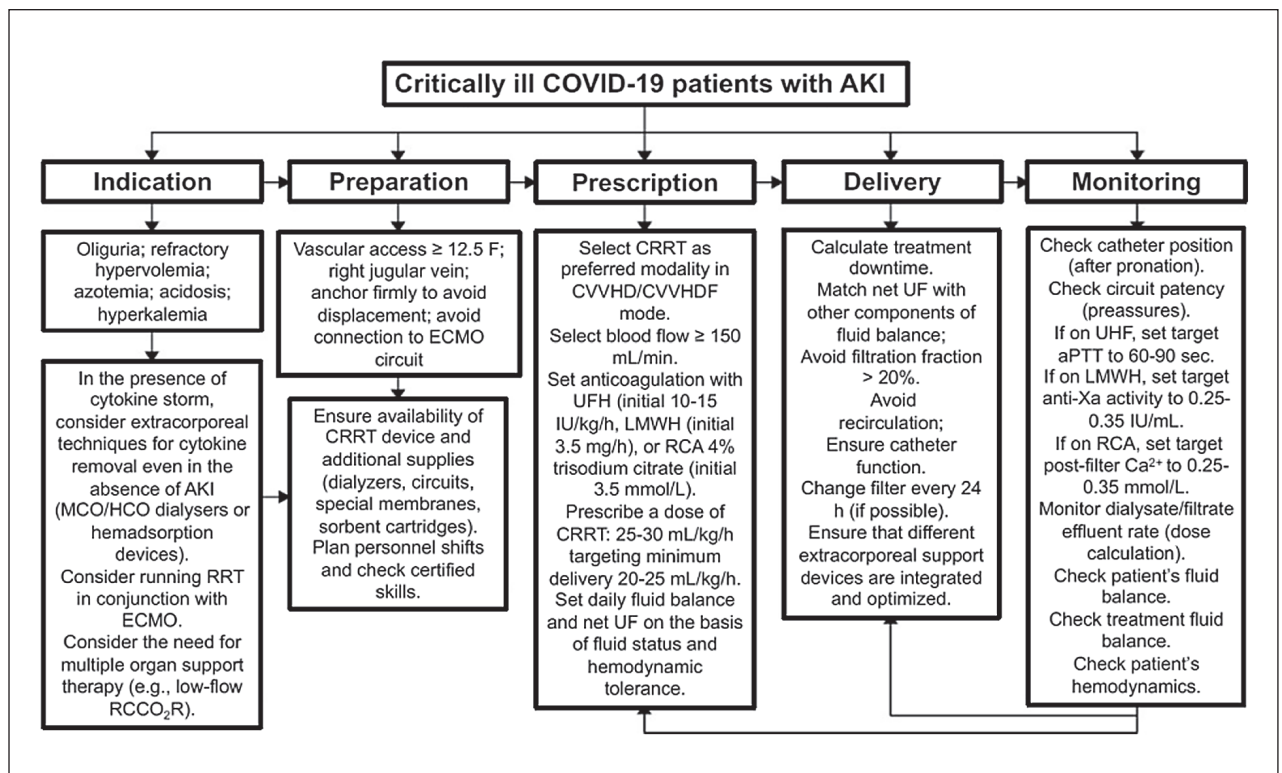 Critically ill COVID-19 patients with AKI
Indication
Preparation
Prescription
Delivery
Monitoring
Oliguria; refractory
hypervolemia;
azotemia; acidosis;
hyperkalemia
In the presence of
cytokine storm,
consider extracorporeal
techniques for cytokine
removal even in the
absence of AKI
(MCO/HCO dialysers or
hemadsorption
devices).
Consider running RRT
in conjunction with
ECMO.
Consider the need for
multiple organ support
therapy (e.g., low-flow
RCCO₂R).
Vascular access ≥ 12.5 F;
right jugular vein;
anchor firmly to avoid
displacement; avoid
connection to ECMO
circuit
Ensure availability of
CRRT device and
additional supplies
(dialyzers, circuits,
special membranes,
sorbent cartridges).
Plan personnel shifts
and check certified
skills.
Select CRRT as
preferred modality in
CVVHD/CVVHDF
mode.
Select blood flow ≥ 150
mL/min.
Set anticoagulation with
UFH (initial 10-15
IU/kg/h, LMWH (initial
3.5 mg/h), or RCA 4%
trisodium citrate (initial
3.5 mmol/L).
Prescribe a dose of
CRRT: 25-30 mL/kg/h
targeting minimum
delivery 20-25 mL/kg/h.
Set daily fluid balance
and net UF on the basis
of fluid status and
hemodynamic
tolerance.
Calculate treatment
downtime.
Match net UF with
other components of
fluid balance;
Avoid filtration fraction
> 20%.
Avoid
recirculation;
Ensure catheter
function.
Change filter every 24
h (if possible).
Ensure that different
extracorporeal support
devices are integrated
and optimized.
Check catheter position
(after pronation).
Check circuit patency
(preassures).
If on UHF, set target
aPTT to 60-90 sec.
If on LMWH, set target
anti-Xa activity to 0.25-
0.35 IU/mL.
If on RCA, set target
post-filter Ca²⁺ to 0.25-
0.35 mmol/L.
Monitor dialysate/filtrate
effluent rate (dose
calculation).
Check patient's fluid
balance.
Check treatment fluid
balance.
Check patient's
hemodynamics.